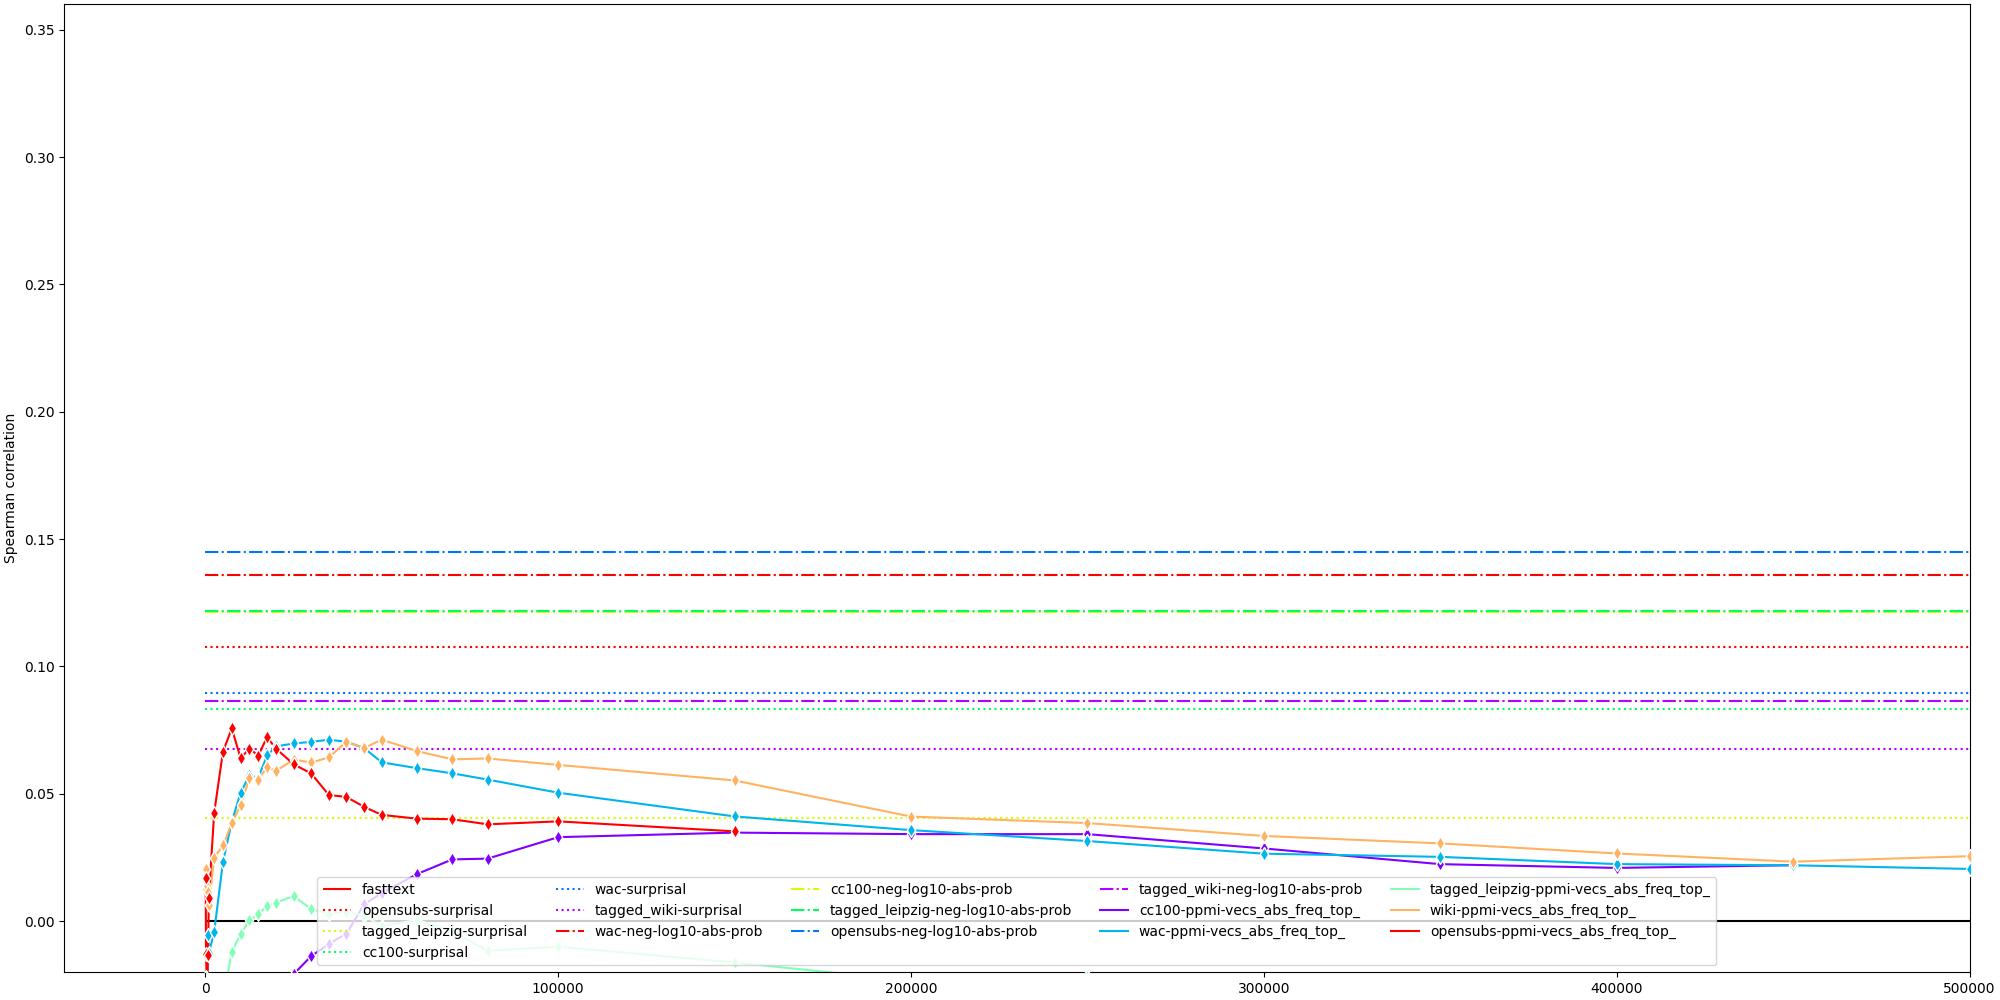 0.35
0.30
0.25
0.20
0.15
0.10
0.05
0.00
Spearman correlation
fasttext
opensubs-surprisal
tagged_leipzig-surprisal
cc100-surprisal
wac-surprisal
tagged_wiki-surprisal
wac-neg-log10-abs-prob
cc100-neg-log10-abs-prob
tagged_leipzig-neg-log10-abs-prob
opensubs-neg-log10-abs-prob
tagged_wiki-neg-log10-abs-prob
cc100-ppmi-vecs_abs_freq_top_
wac-ppmi-vecs_abs_freq_top_
tagged_leipzig-ppmi-vecs_abs_freq_top_
wiki-ppmi-vecs_abs_freq_top_
opensubs-ppmi-vecs_abs_freq_top_
0 100000 200000 300000 400000 500000